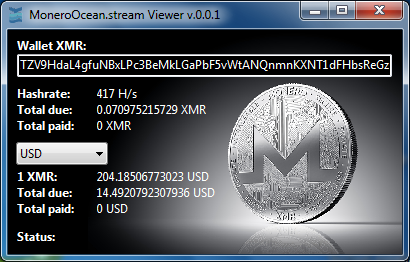 MoneroOcean.stream Viewer v.0.0.1
Wallet XMR:
TZV9HdaL4gfuNBxLPc3BeMkLGaPbF5vWtANQnmnKXNT1dFHbsReGz
Hashrate: 417 H/s
Total due: 0.070975215729 XMR
Total paid: 0 XMR
USD
1 XMR: 204.18506773023 USD
Total due: 14.4920792307936 USD
Total paid: 0 USD
Status:
MONERO
XMR